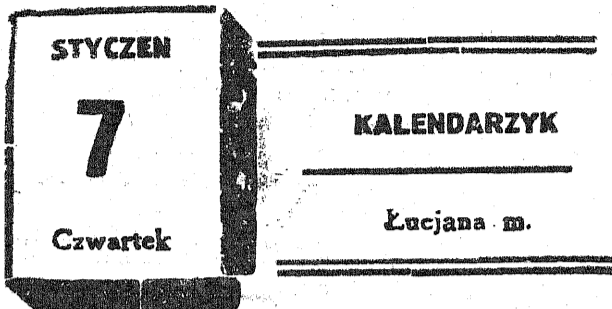 STYCZEN
7
Czwartek
KALENDARZYK
Łucjana m.